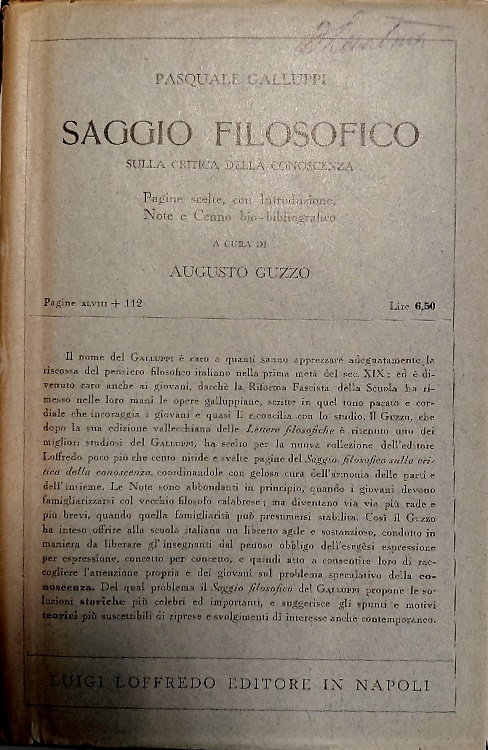 PASQUALE GALLUPPI
SAGGIO FILOSOFICO
SULLA CRITICA DELLA CONOSCENZA
Pagine scelte, con Introduzione,
Note e Cenno bio-bibliografico
A CURA DI
AUGUSTO GUZZO
Pagine XLVIII + 112 Lire 6,50
Il nome del GALLUPPI è caro a quanti sanno apprezzare adeguatamente la
riscossa del pensiero filosofico italiano nella prima metà del sec. XIX: ed è di-
venuto caro anche ai giovani, dacchè la Riforma Fascista della Scuola ha ri-
messo nelle loro mani le opere galluppiane, scritte in quel tono pacato e cor-
diale che incoraggia i giovani e quasi li riconcilia con lo studio. Il GUZZO, che
dopo la sua edizione vallecchiana delle Lettere filosofiche è ritenuto uno dei
migliori studiosi del GALLUPPI, ha scelto per la nuova collezione dell'editore
Loffredo poco più che cento nitide e svelte pagine del Saggio filosofico sulla cri-
tica della conoscenza, coordinandole con geloso cura dell'armonia delle parti e
dell'insieme. Le Note sono abbondanti in principio, quando i giovani devono
famigliarizzarsi col vecchio filosofo calabrese; ma diventano via via più rade e
più brevi, quando quella famigliarità può presumersi stabilita. Così il GUZZO
ha inteso offrire alla scuola italiana un libretto agile e sostanzioso, condotto in
maniera da liberare gl'insegnanti dal penoso obbligo dell'esegèsi espressione
per espressione, concetto per concetto, e quindi atto a consentire loro di rac-
cogliere l'attenzione propria e dei giovani sul problema speculativo della co-
noscenza. Del qual problema il Saggio filosofico del GALLUPPI propone le so-
luzioni storiche più celebri ed importanti, e suggerisce gli spunti e motivi
teorici più suscettibili di riprese e svolgimenti di interesse anche contemporaneo.
LUIGI LOFFREDO EDITORE IN NAPOLI